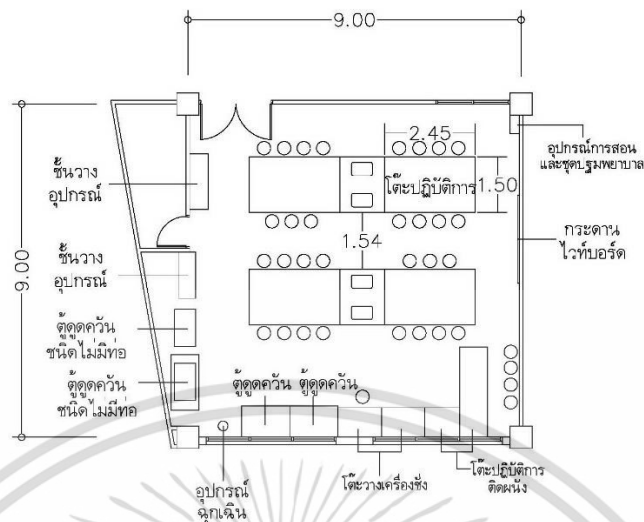 9.00
2.45
อุปกรณ์การสอน
และชุดปฐมพยาบาล
ชั้นวาง
อุปกรณ์
โต๊ะปฏิบัติการ
1.50
กระดาน
ไวท์บอร์ด
1.54
9.00
ชั้นวาง
อุปกรณ์
ตู้ดูดควัน
ชนิดไม่มีท่อ
ตู้ดูดควัน
ชนิดไม่มีท่อ
ตู้ดูดควัน ตู้ดูดควัน
โต๊ะวางเครื่องชั่ง
โต๊ะปฏิบัติการ
ติดผนัง
อุปกรณ์
ฉุกเฉิน